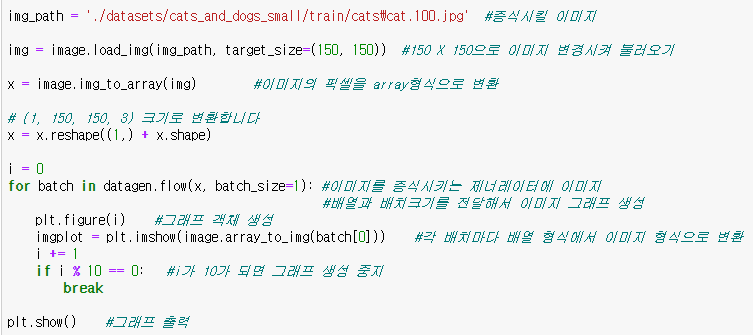 img_path = './datasets/cats_and_dogs_small/train/cats₩cat.100.jpg'  #증식시킬 이미지
img = image.load_img(img_path, target_size=(150, 150))  #150 X 150으로 이미지 변경시켜 불러오기
x = image.img_to_array(img)        #이미지의 픽셀을 array형식으로 변환
# (1, 150, 150, 3) 크기로 변환합니다
x = x.reshape((1,) + x.shape)
i = 0
for batch in datagen.flow(x, batch_size=1): #이미지를 증식시키는 제너레이터에 이미지
                                            #배열과 배치크기를 전달해서 이미지 그래프 생성
    plt.figure(i)    #그래프 객체 생성
    imgplot = plt.imshow(image.array_to_img(batch[0]))    #각 배치마다 배열 형식에서 이미지 형식으로 변환
    i += 1
    if i % 10 == 0:   #i가 10가 되면 그래프 생성 중지
        break
plt.show()    #그래프 출력